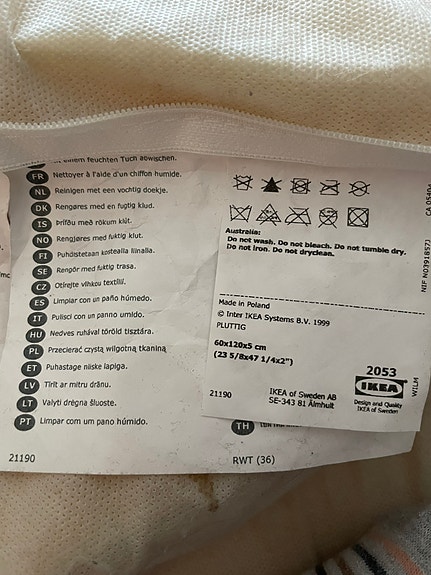 einem feuchten Tuch abwischen.
FR Nettoyer à l'aide d'un chiffon humide.
NL Reinigen met een vochtig doekje.
DK Rengøres med en fugtig klud.
IS Þrífðu með rökum klút.
NO Rengjøres med fuktig klut.
FI Puhdistetaan kostealla liinalla.
SE Rengör med fuktig trasa.
CZ Otírejte vlhkou textilií.
ES Limpiar con un paño húmedo.
IT Pulisci con un panno umido.
HU Nedves ruhával töröld tisztára.
PL Przecierać czystą wilgotną tkaniną
ET Puhastage niiske lapiga.
LV Tīrīt ar mitru drānu.
LT Valyti drėgna šluoste.
PT Limpar com um pano húmido.
TH
21190
RWT (36)
Australia:
Do not wash. Do not bleach. Do not tumble dry.
Do not iron. Do not dryclean.
Made in Poland
© Inter IKEA Systems B.V. 1999
PLUTTIG
60x120x5 cm
(23 5/8x47 1/4x2")
2053
IKEA
Design and Quality
IKEA of Sweden
21190
IKEA of Sweden AB
SE-343 81 Älmhult
WILM